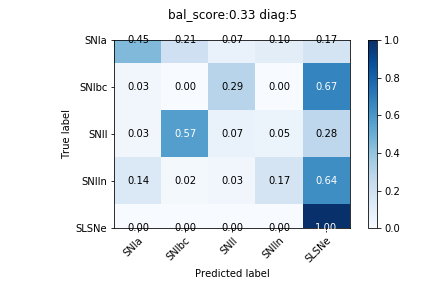 bal_score:0.33 diag:5
True label
SNIa 0.45 0.21 0.07 0.10 0.17
SNIbc 0.03 0.00 0.29 0.00 0.67
SNII 0.03 0.57 0.07 0.05 0.28
SNIIn 0.14 0.02 0.03 0.17 0.64
SLSNe 0.00 0.00 0.00 0.00 1.00
SNIa SNIbc SNII SNIIn SLSNe
Predicted label
1.0
0.8
0.6
0.4
0.2
0.0